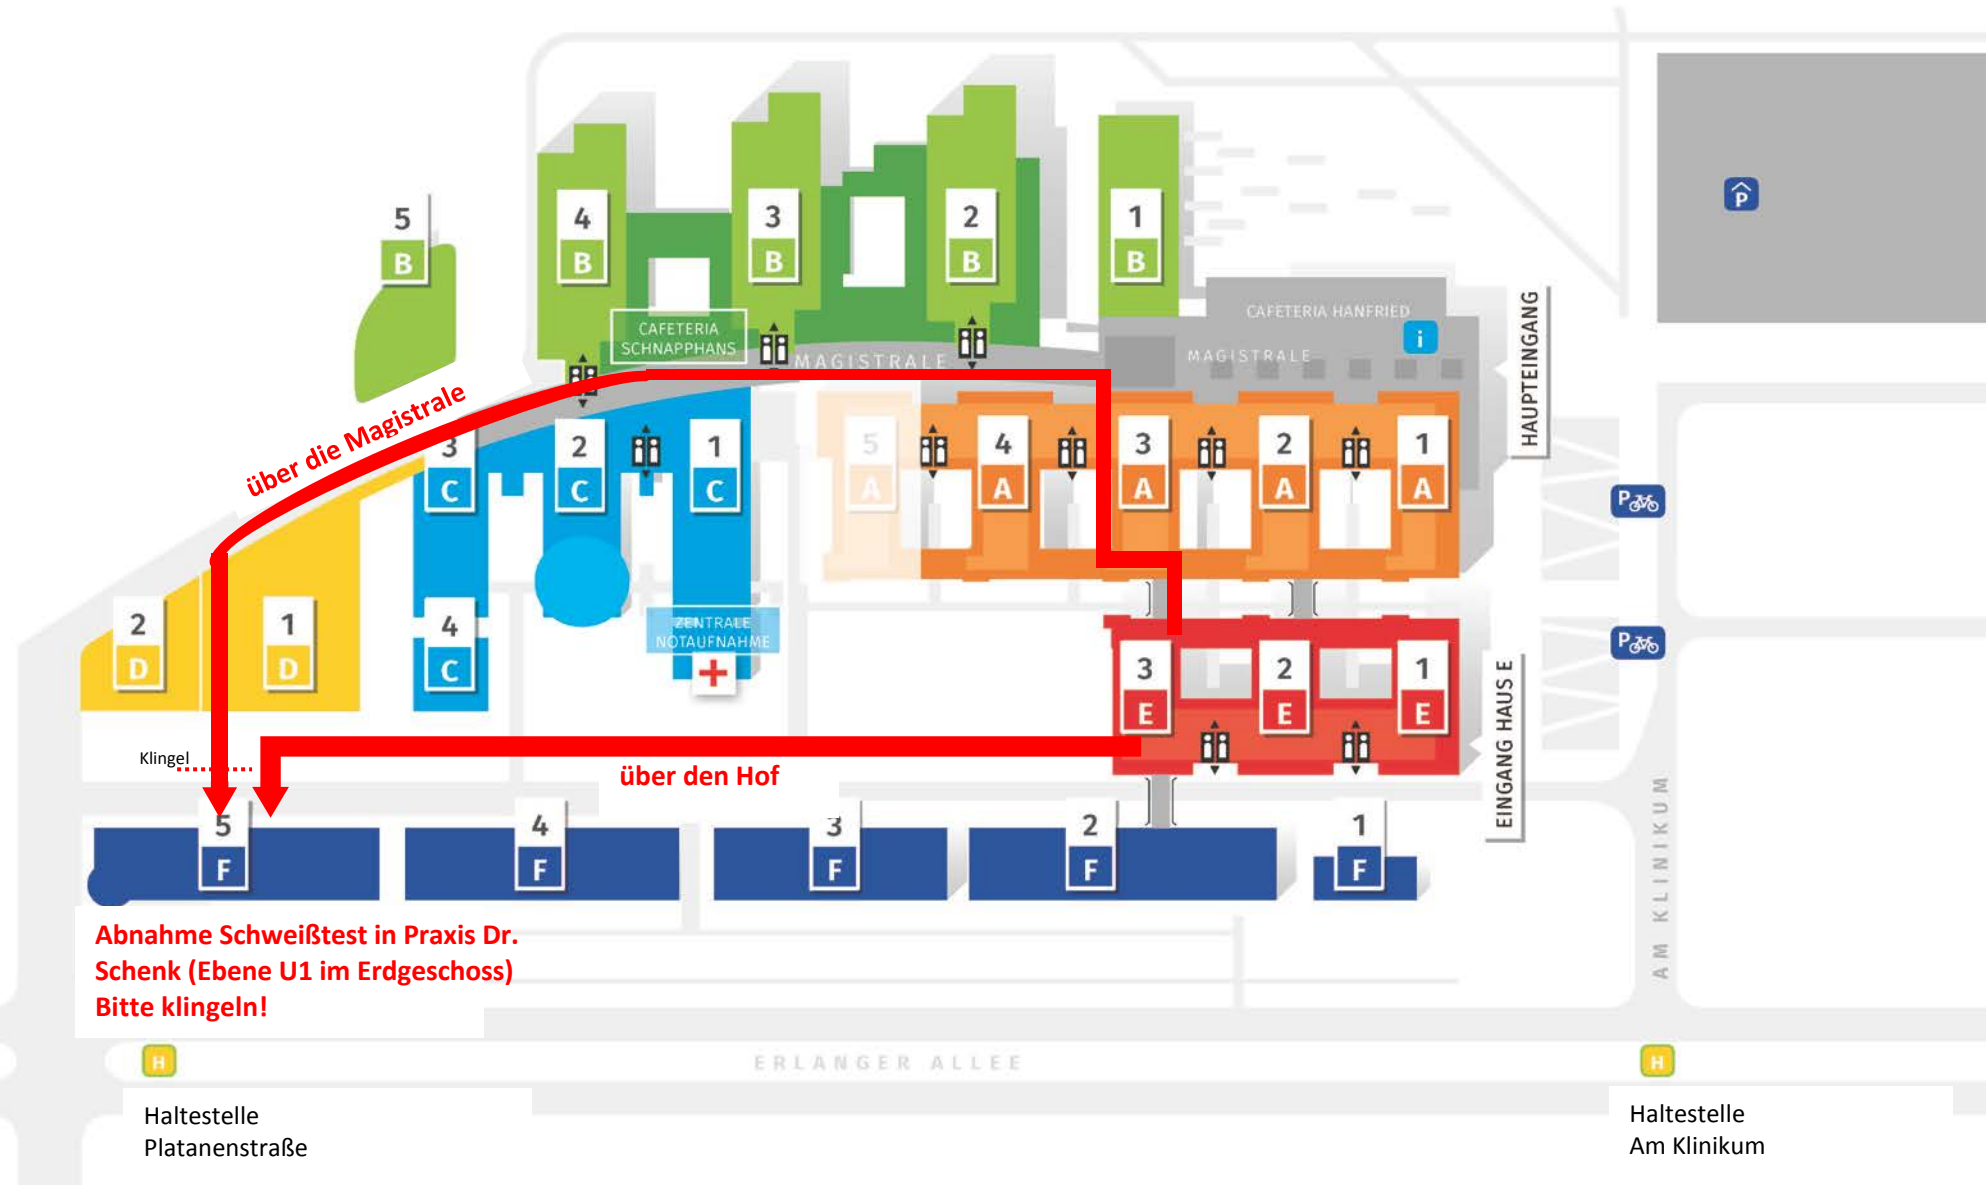 P
5
B
4
B
3
B
2
B
1
B
CAFETERIA HANFRIED
i
HAUPTEINGANG
CAFETERIA
SCHNAPPHANS
MAGISTRALE
MAGISTRALE
über die Magistrale
3
C
2
C
1
C
5
A
4
A
3
A
2
A
1
A
P
2
D
1
D
4
C
ZENTRALE
NOTAUFNAHME
3
E
2
E
1
E
P
EINGANG HAUS E
Klingel
über den Hof
5
F
4
F
3
F
2
F
1
F
AM KLINIKUM
Abnahme Schweißtest in Praxis Dr.
Schenk (Ebene U1 im Erdgeschoss)
Bitte klingeln!
H
ERLANGER ALLEE
H
Haltestelle
Platanenstraße
Haltestelle
Am Klinikum